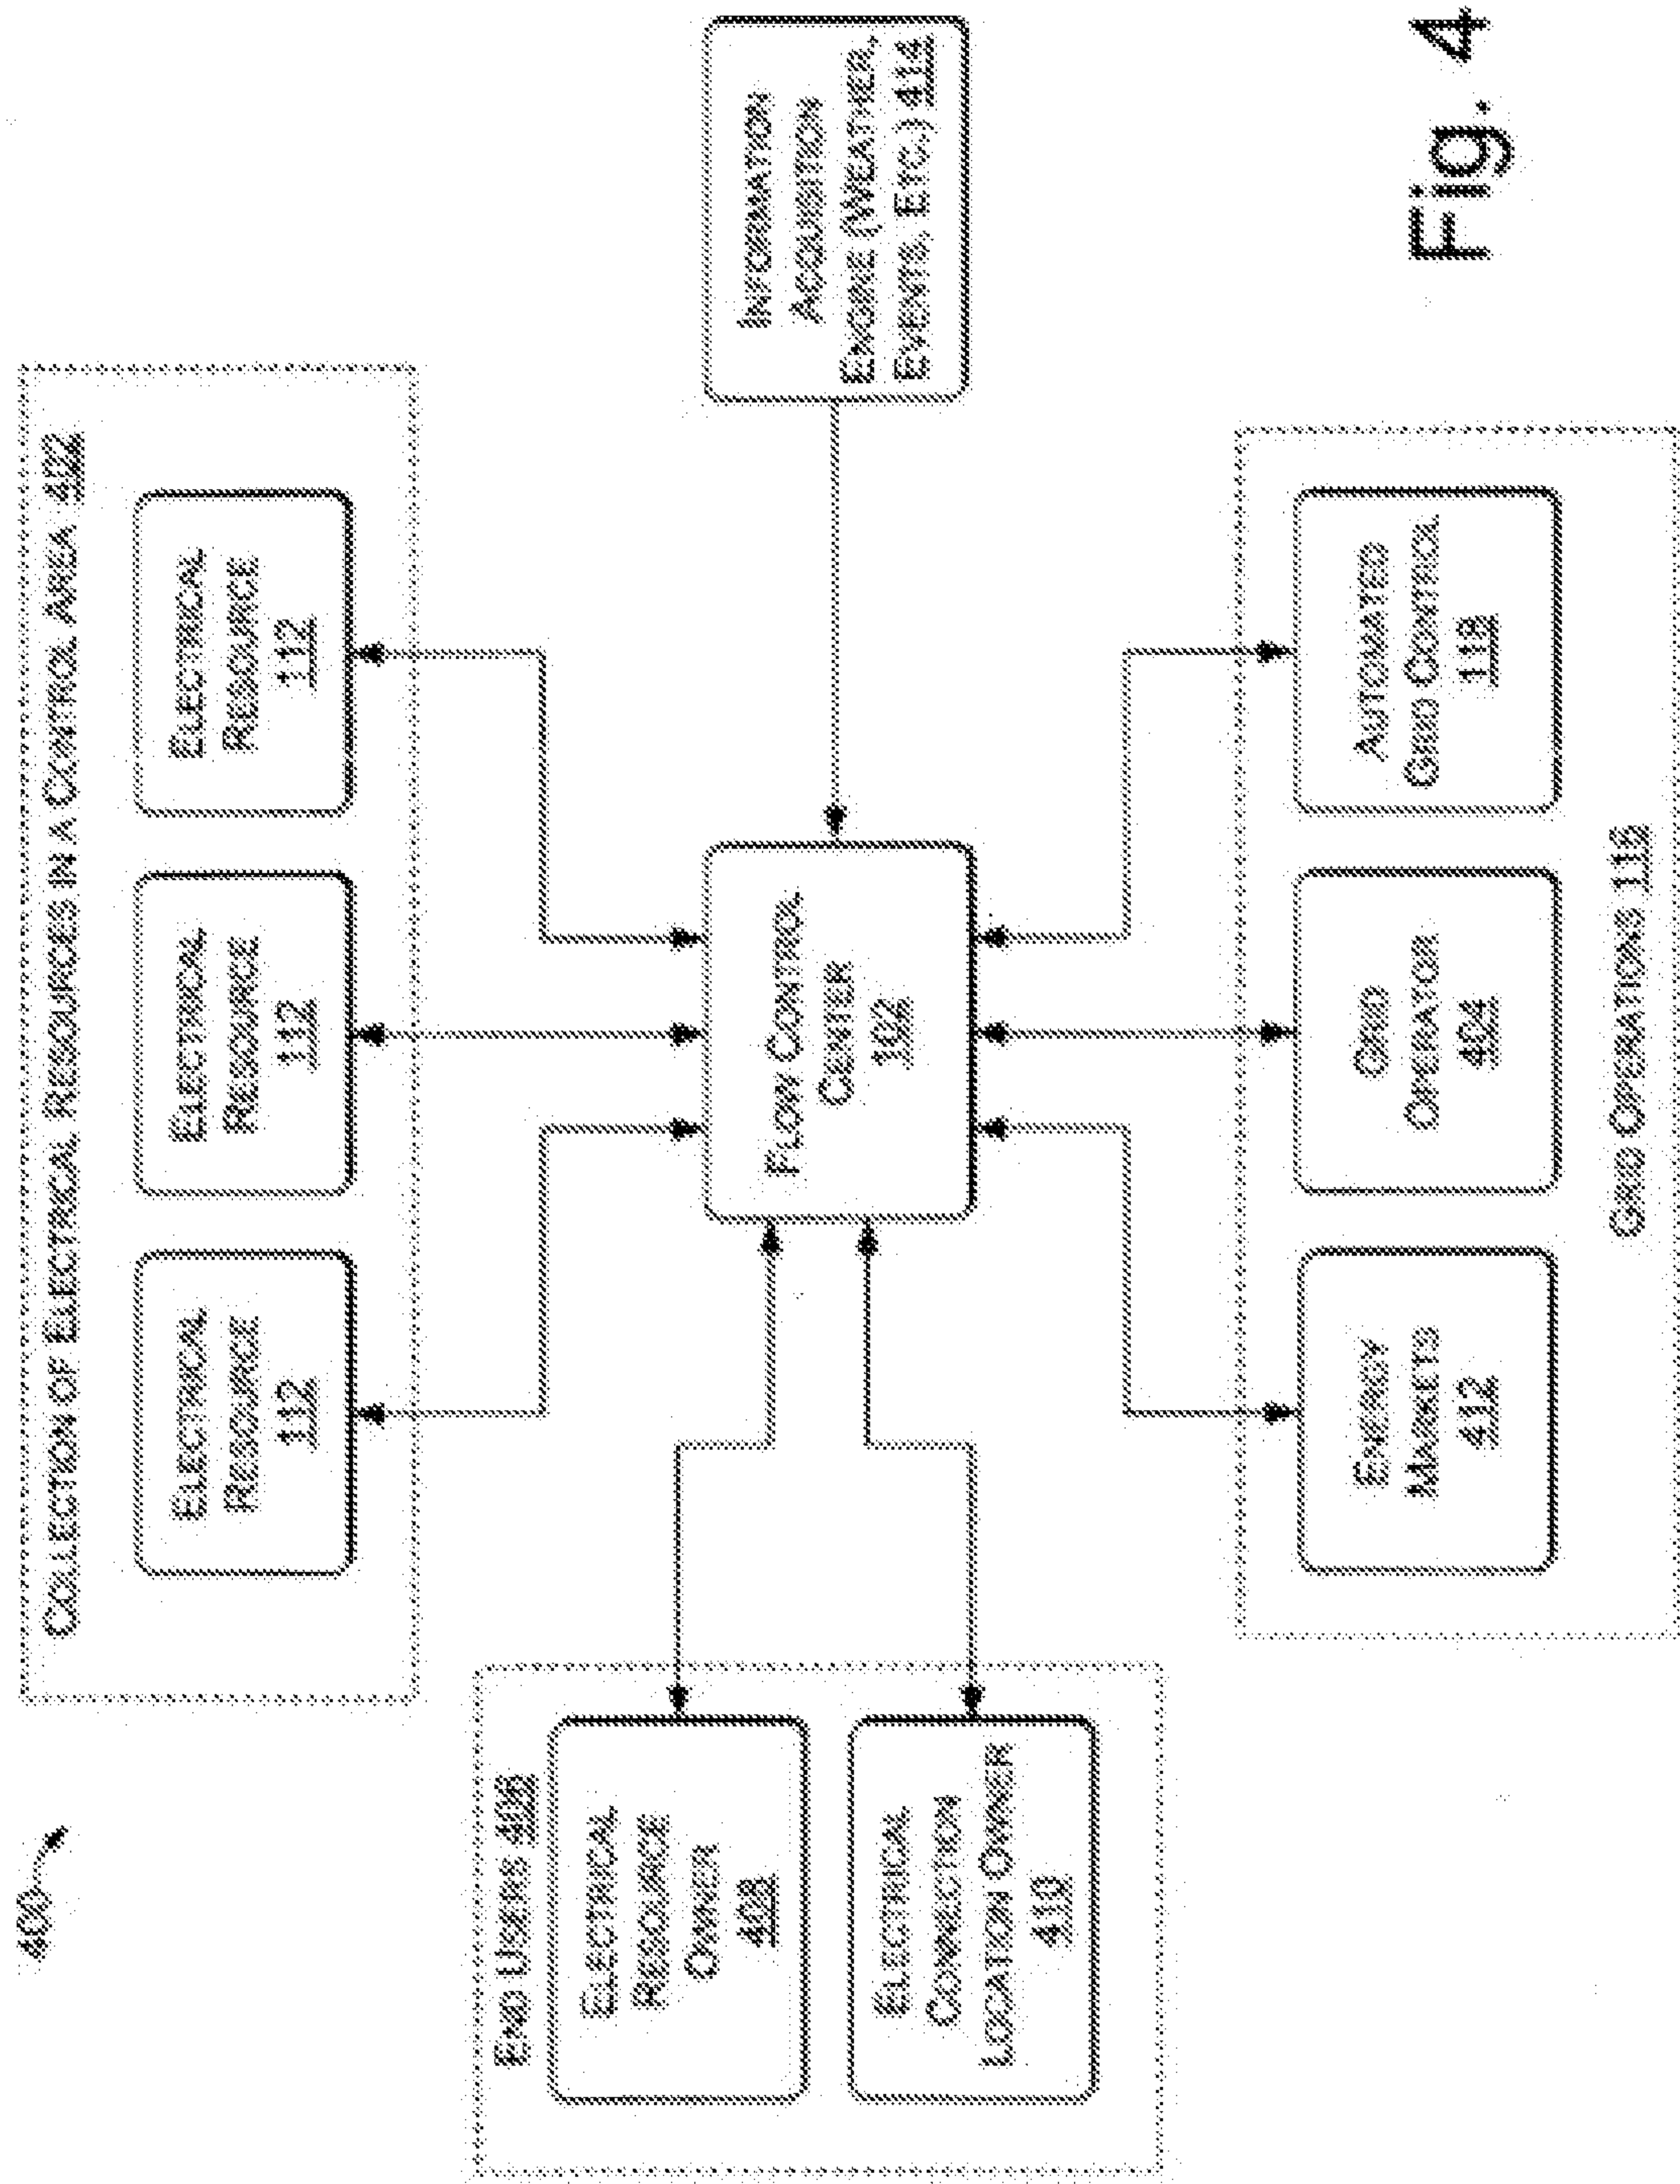 400
COLLECTION OF ELECTRICAL RESOURCES IN A CONTROL AREA 402
ELECTRICAL
RESOURCE
112
ELECTRICAL
RESOURCE
112
ELECTRICAL
RESOURCE
112
END USERS 406
ELECTRICAL
RESOURCE
OWNER
408
ELECTRICAL
CONNECTION
LOCATION OWNER
410
FLOW CONTROL
CENTER
102
INFORMATION
ACQUISITION
ENGINE (WEATHER,
EVENTS, ETC.) 414
ENERGY
MARKETS
412
GRID
OPERATOR
404
AUTOMATED
GRID CONTROL
118
GRID OPERATIONS 116
Fig. 4